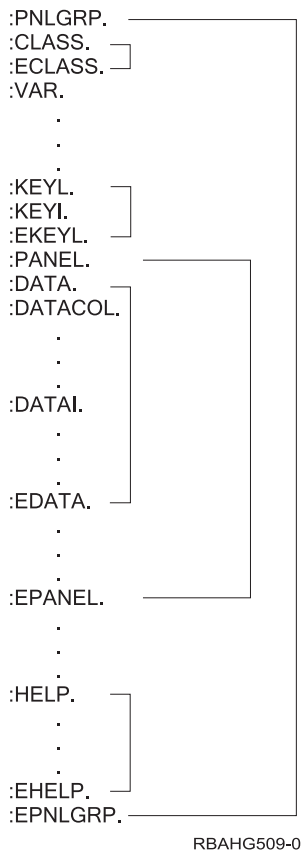 :PNLGRP.
:CLASS.
:ECLASS.
:VAR.
.
.
.
:KEYL.
:KEYI.
:EKEYL.
:PANEL.
:DATA.
:DATACOL.
.
.
.
:DATAI.
.
.
.
:EDATA.
.
.
.
:EPANEL.
.
.
.
:HELP.
.
.
.
:EHELP.
:EPNLGRP.
RBAHG509-0